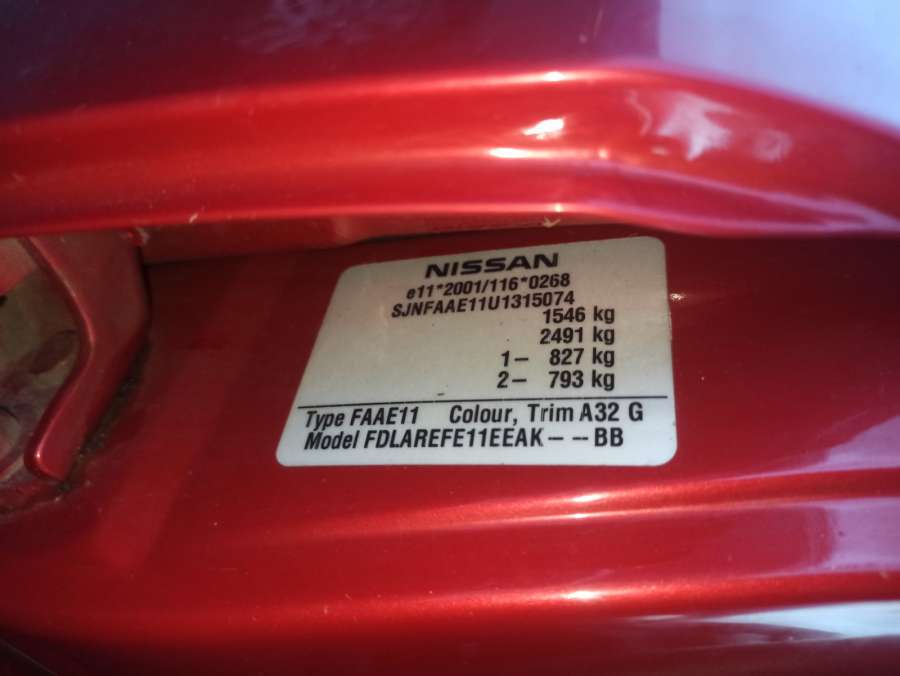 NISSAN
e11*2001/116*0268
SJNFAAE11U1315074
1546 kg
2491 kg
1– 827 kg
2– 793 kg
Type FAAE11 Colour, Trim A32 G
Model FDLAREFE11EEAK – – BB